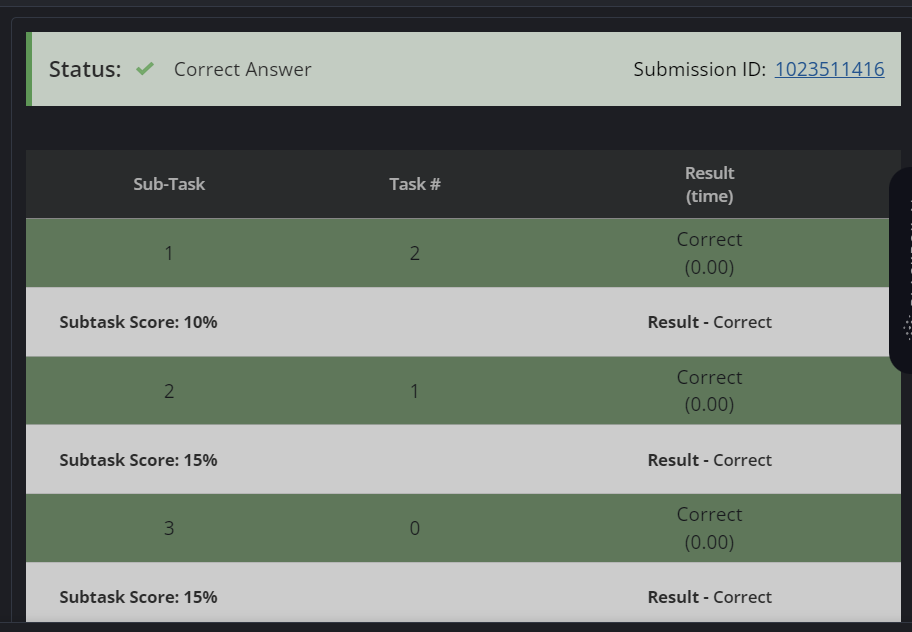 Status: Correct Answer Submission ID: 1023511416
Sub-Task Task # Result
(time)
1 2 Correct
(0.00)
Subtask Score: 10% Result - Correct
2 1 Correct
(0.00)
Subtask Score: 15% Result - Correct
3 0 Correct
(0.00)
Subtask Score: 15% Result - Correct